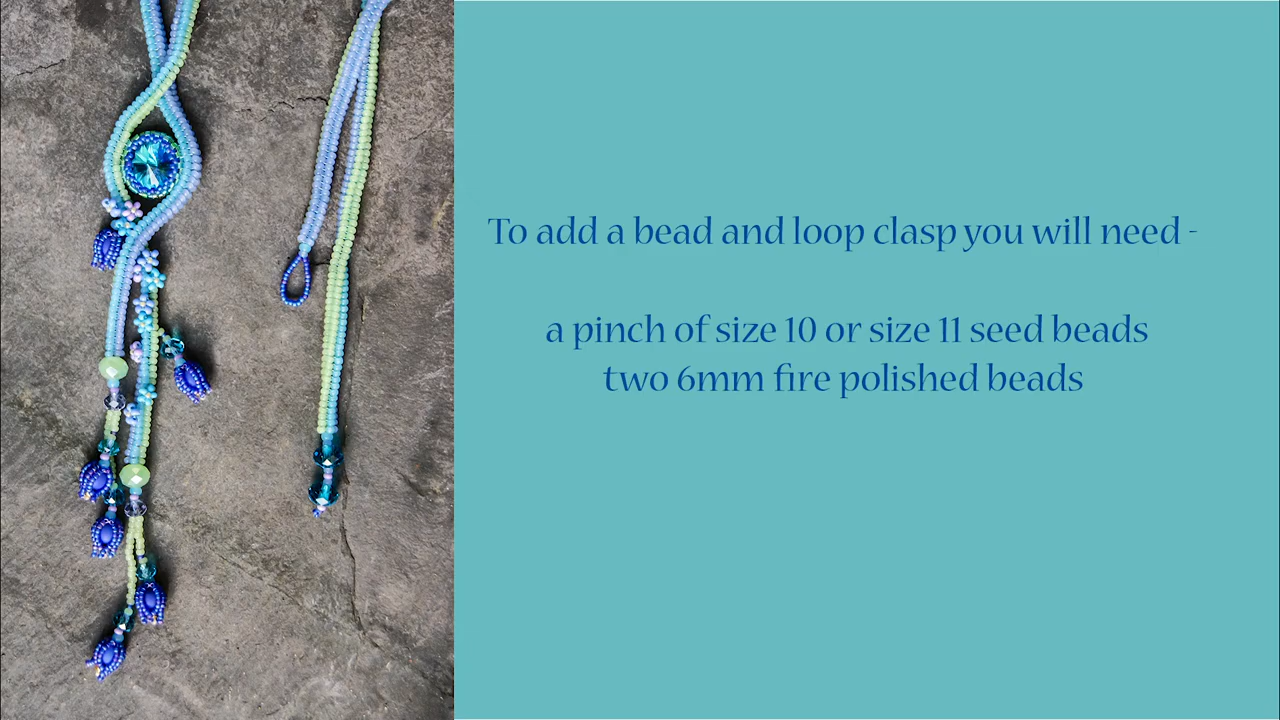 To add a bead and loop clasp you will need -
a pinch of size 10 or size 11 seed beads
two 6mm fire polished beads